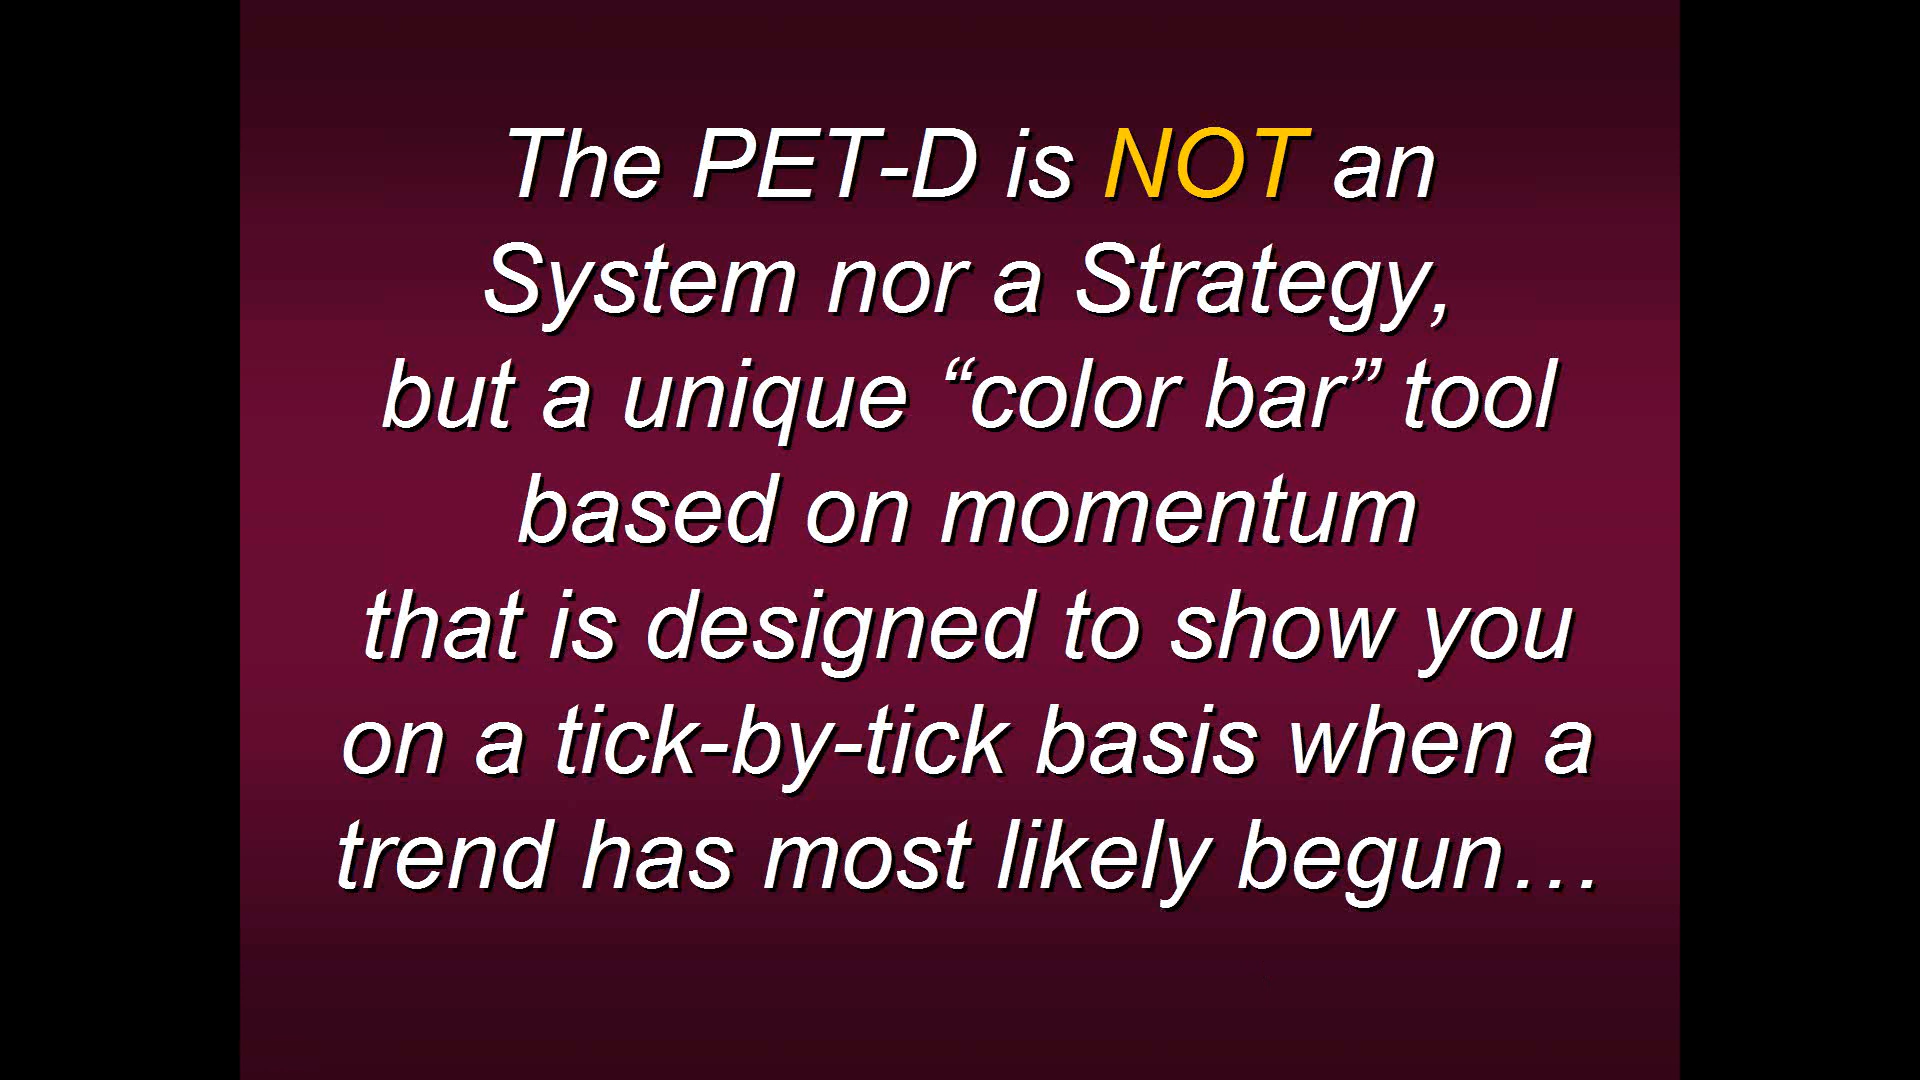 The PET-D is NOT an
System nor a Strategy,
but a unique “color bar” tool
based on momentum
that is designed to show you
on a tick-by-tick basis when a
trend has most likely begun…